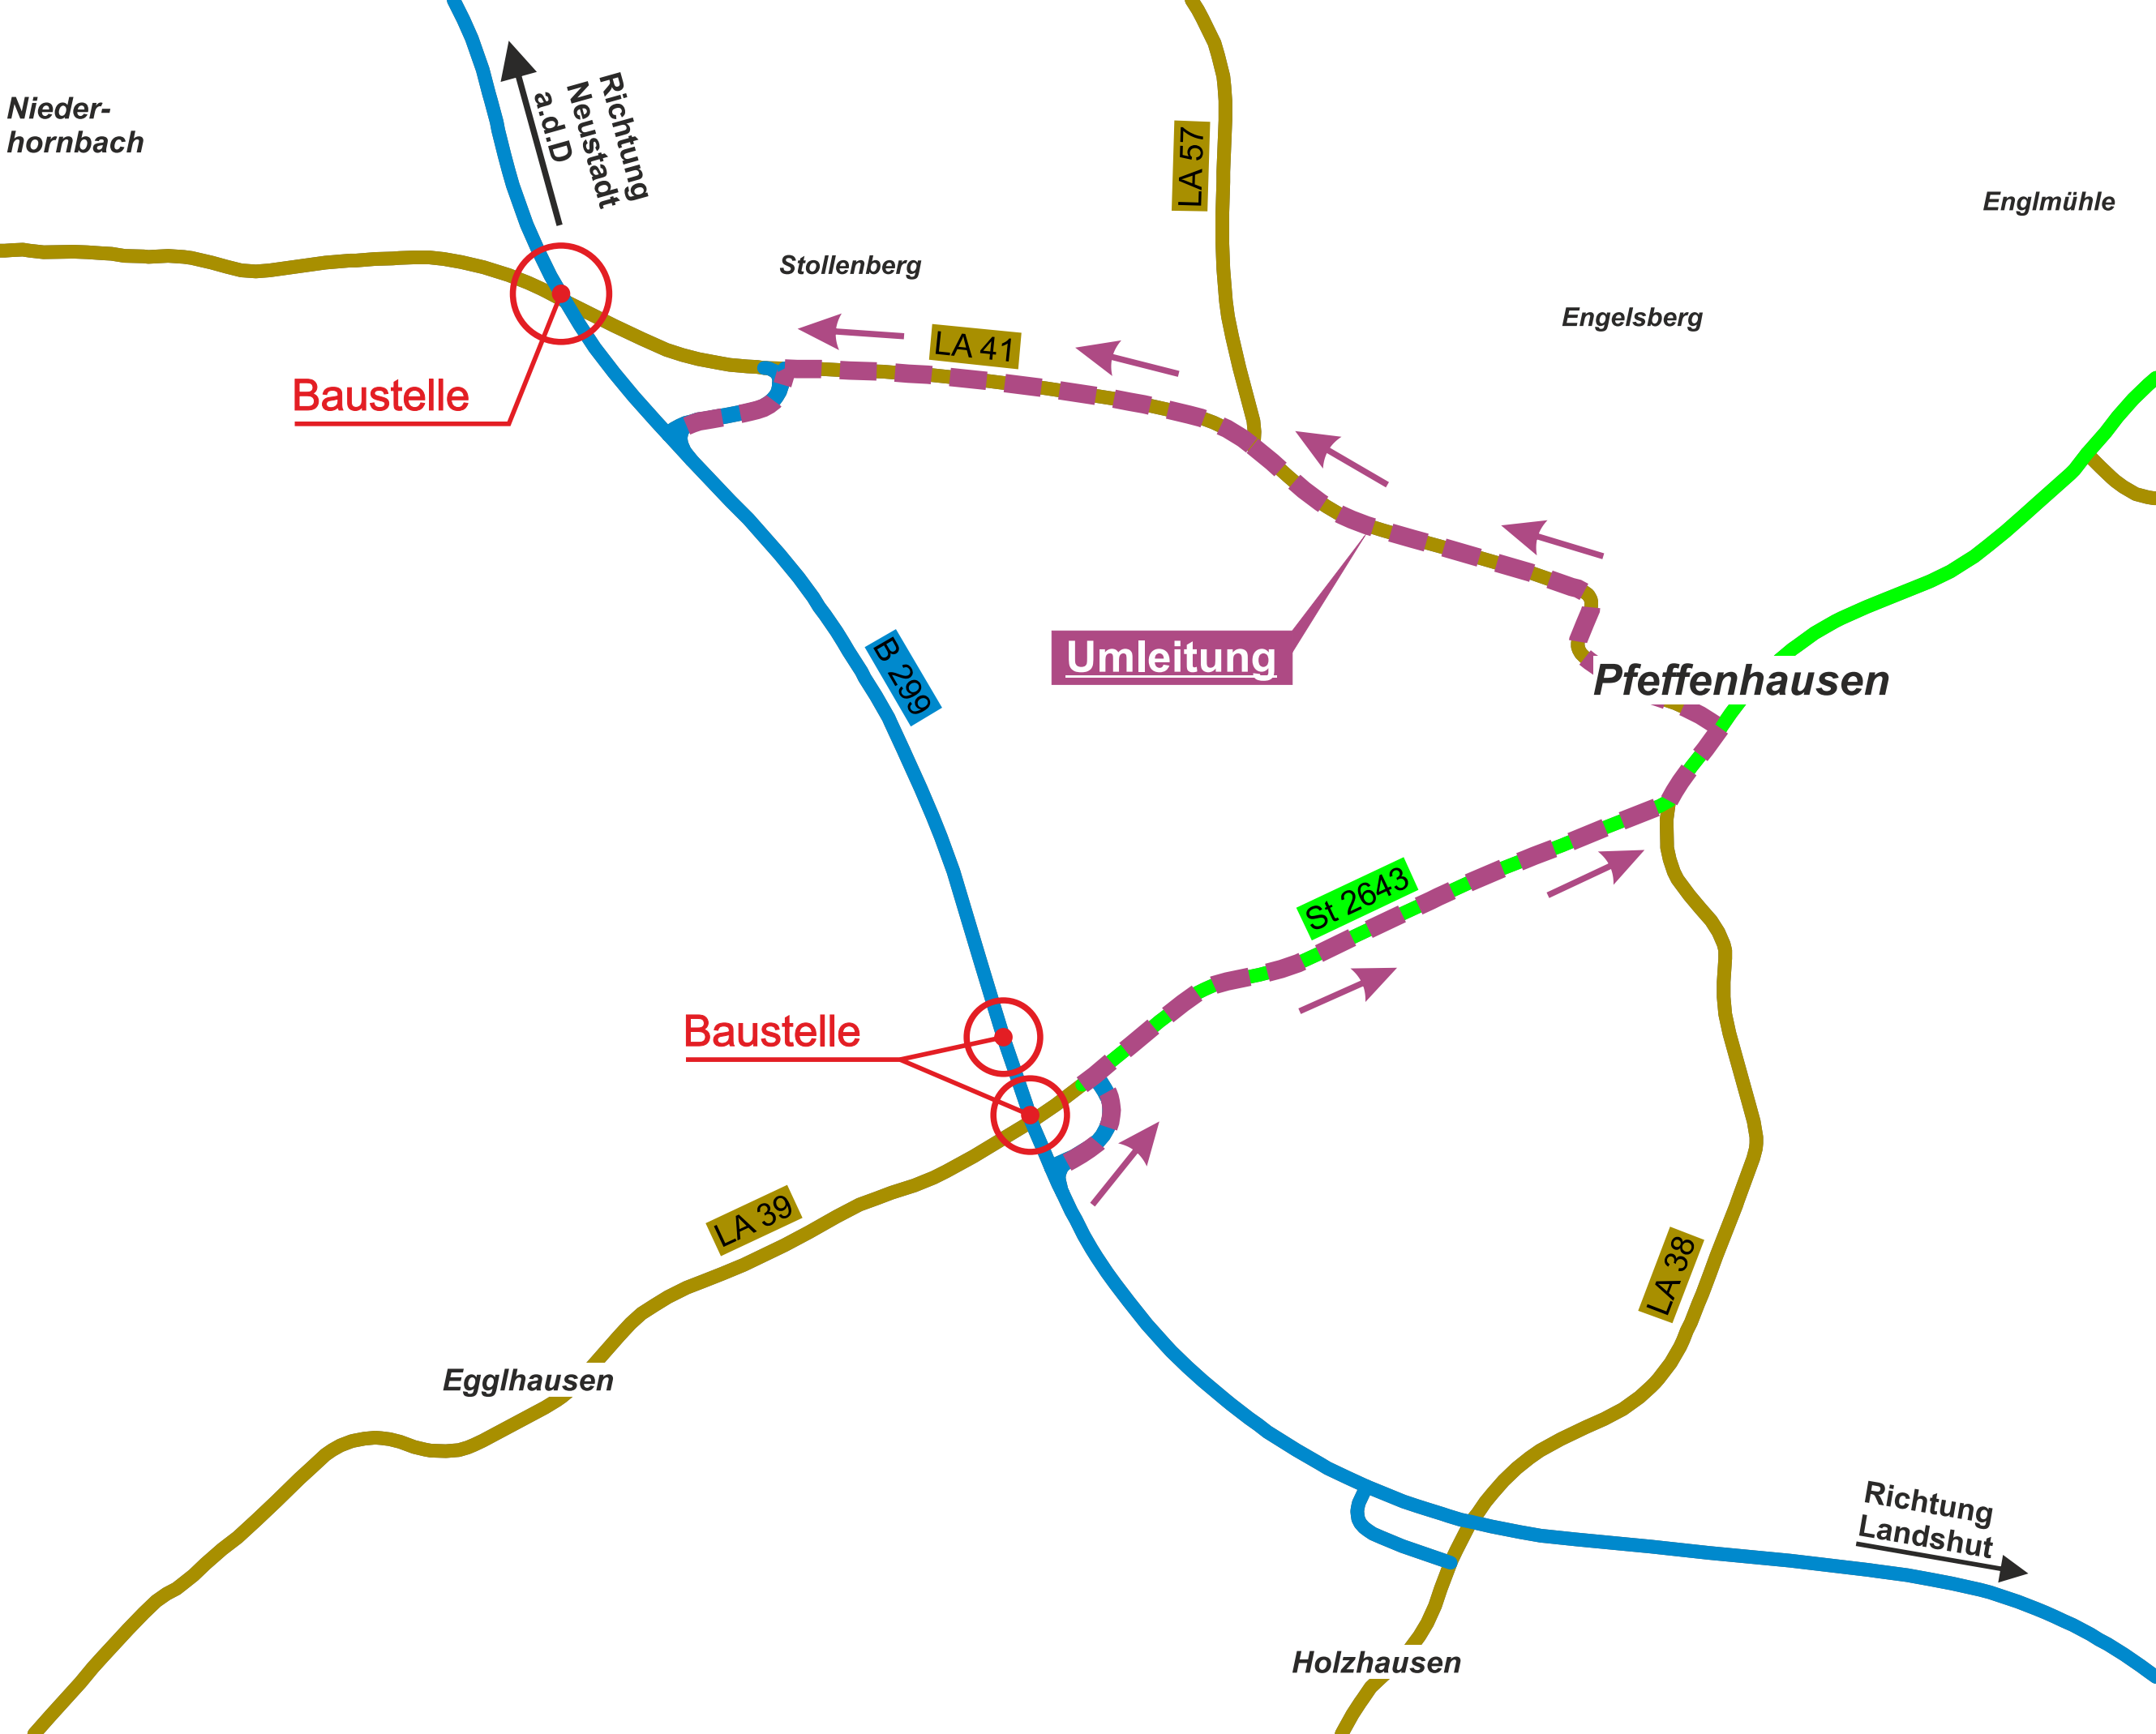 Nieder-
hornbach
Richtung
Neustadt
a.d.D
LA 57
Englmühle
Stollenberg
Engelsberg
LA 41
Baustelle
B 299
Umleitung
Pfeffenhausen
St 2643
Baustelle
LA 39
LA 38
Egglhausen
Richtung
Landshut
Holzhausen